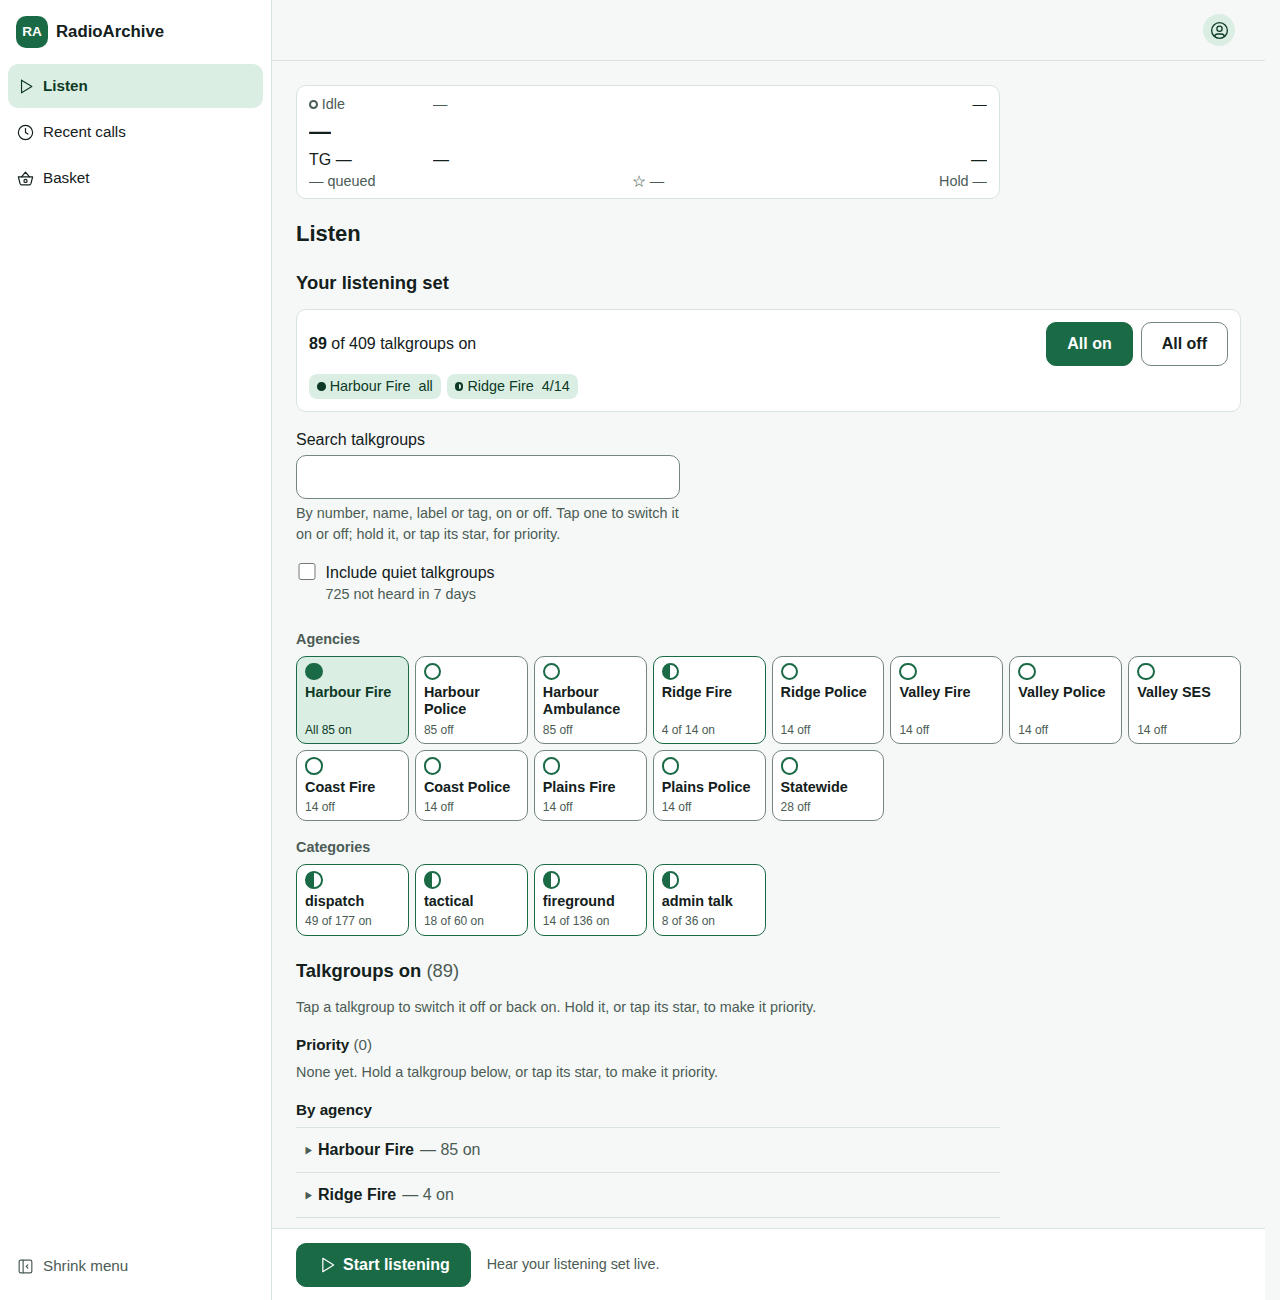 RA RadioArchive
Listen
Recent calls
Basket
Shrink menu
Idle — —
—
TG — — —
— queued ☆ — Hold —
Listen
Your listening set
89 of 409 talkgroups on
All on All off
Harbour Fire all Ridge Fire 4/14
Search talkgroups
By number, name, label or tag, on or off. Tap one to switch it
on or off; hold it, or tap its star, for priority.
Include quiet talkgroups
725 not heard in 7 days
Agencies
Harbour Fire
All 85 on
Harbour
Police
85 off
Harbour
Ambulance
85 off
Ridge Fire
4 of 14 on
Ridge Police
14 off
Valley Fire
14 off
Valley Police
14 off
Valley SES
14 off
Coast Fire
14 off
Coast Police
14 off
Plains Fire
14 off
Plains Police
14 off
Statewide
28 off
Categories
dispatch
49 of 177 on
tactical
18 of 60 on
fireground
14 of 136 on
admin talk
8 of 36 on
Talkgroups on (89)
Tap a talkgroup to switch it off or back on. Hold it, or tap its star, to make it priority.
Priority (0)
None yet. Hold a talkgroup below, or tap its star, to make it priority.
By agency
Harbour Fire — 85 on
Ridge Fire — 4 on
Start listening Hear your listening set live.